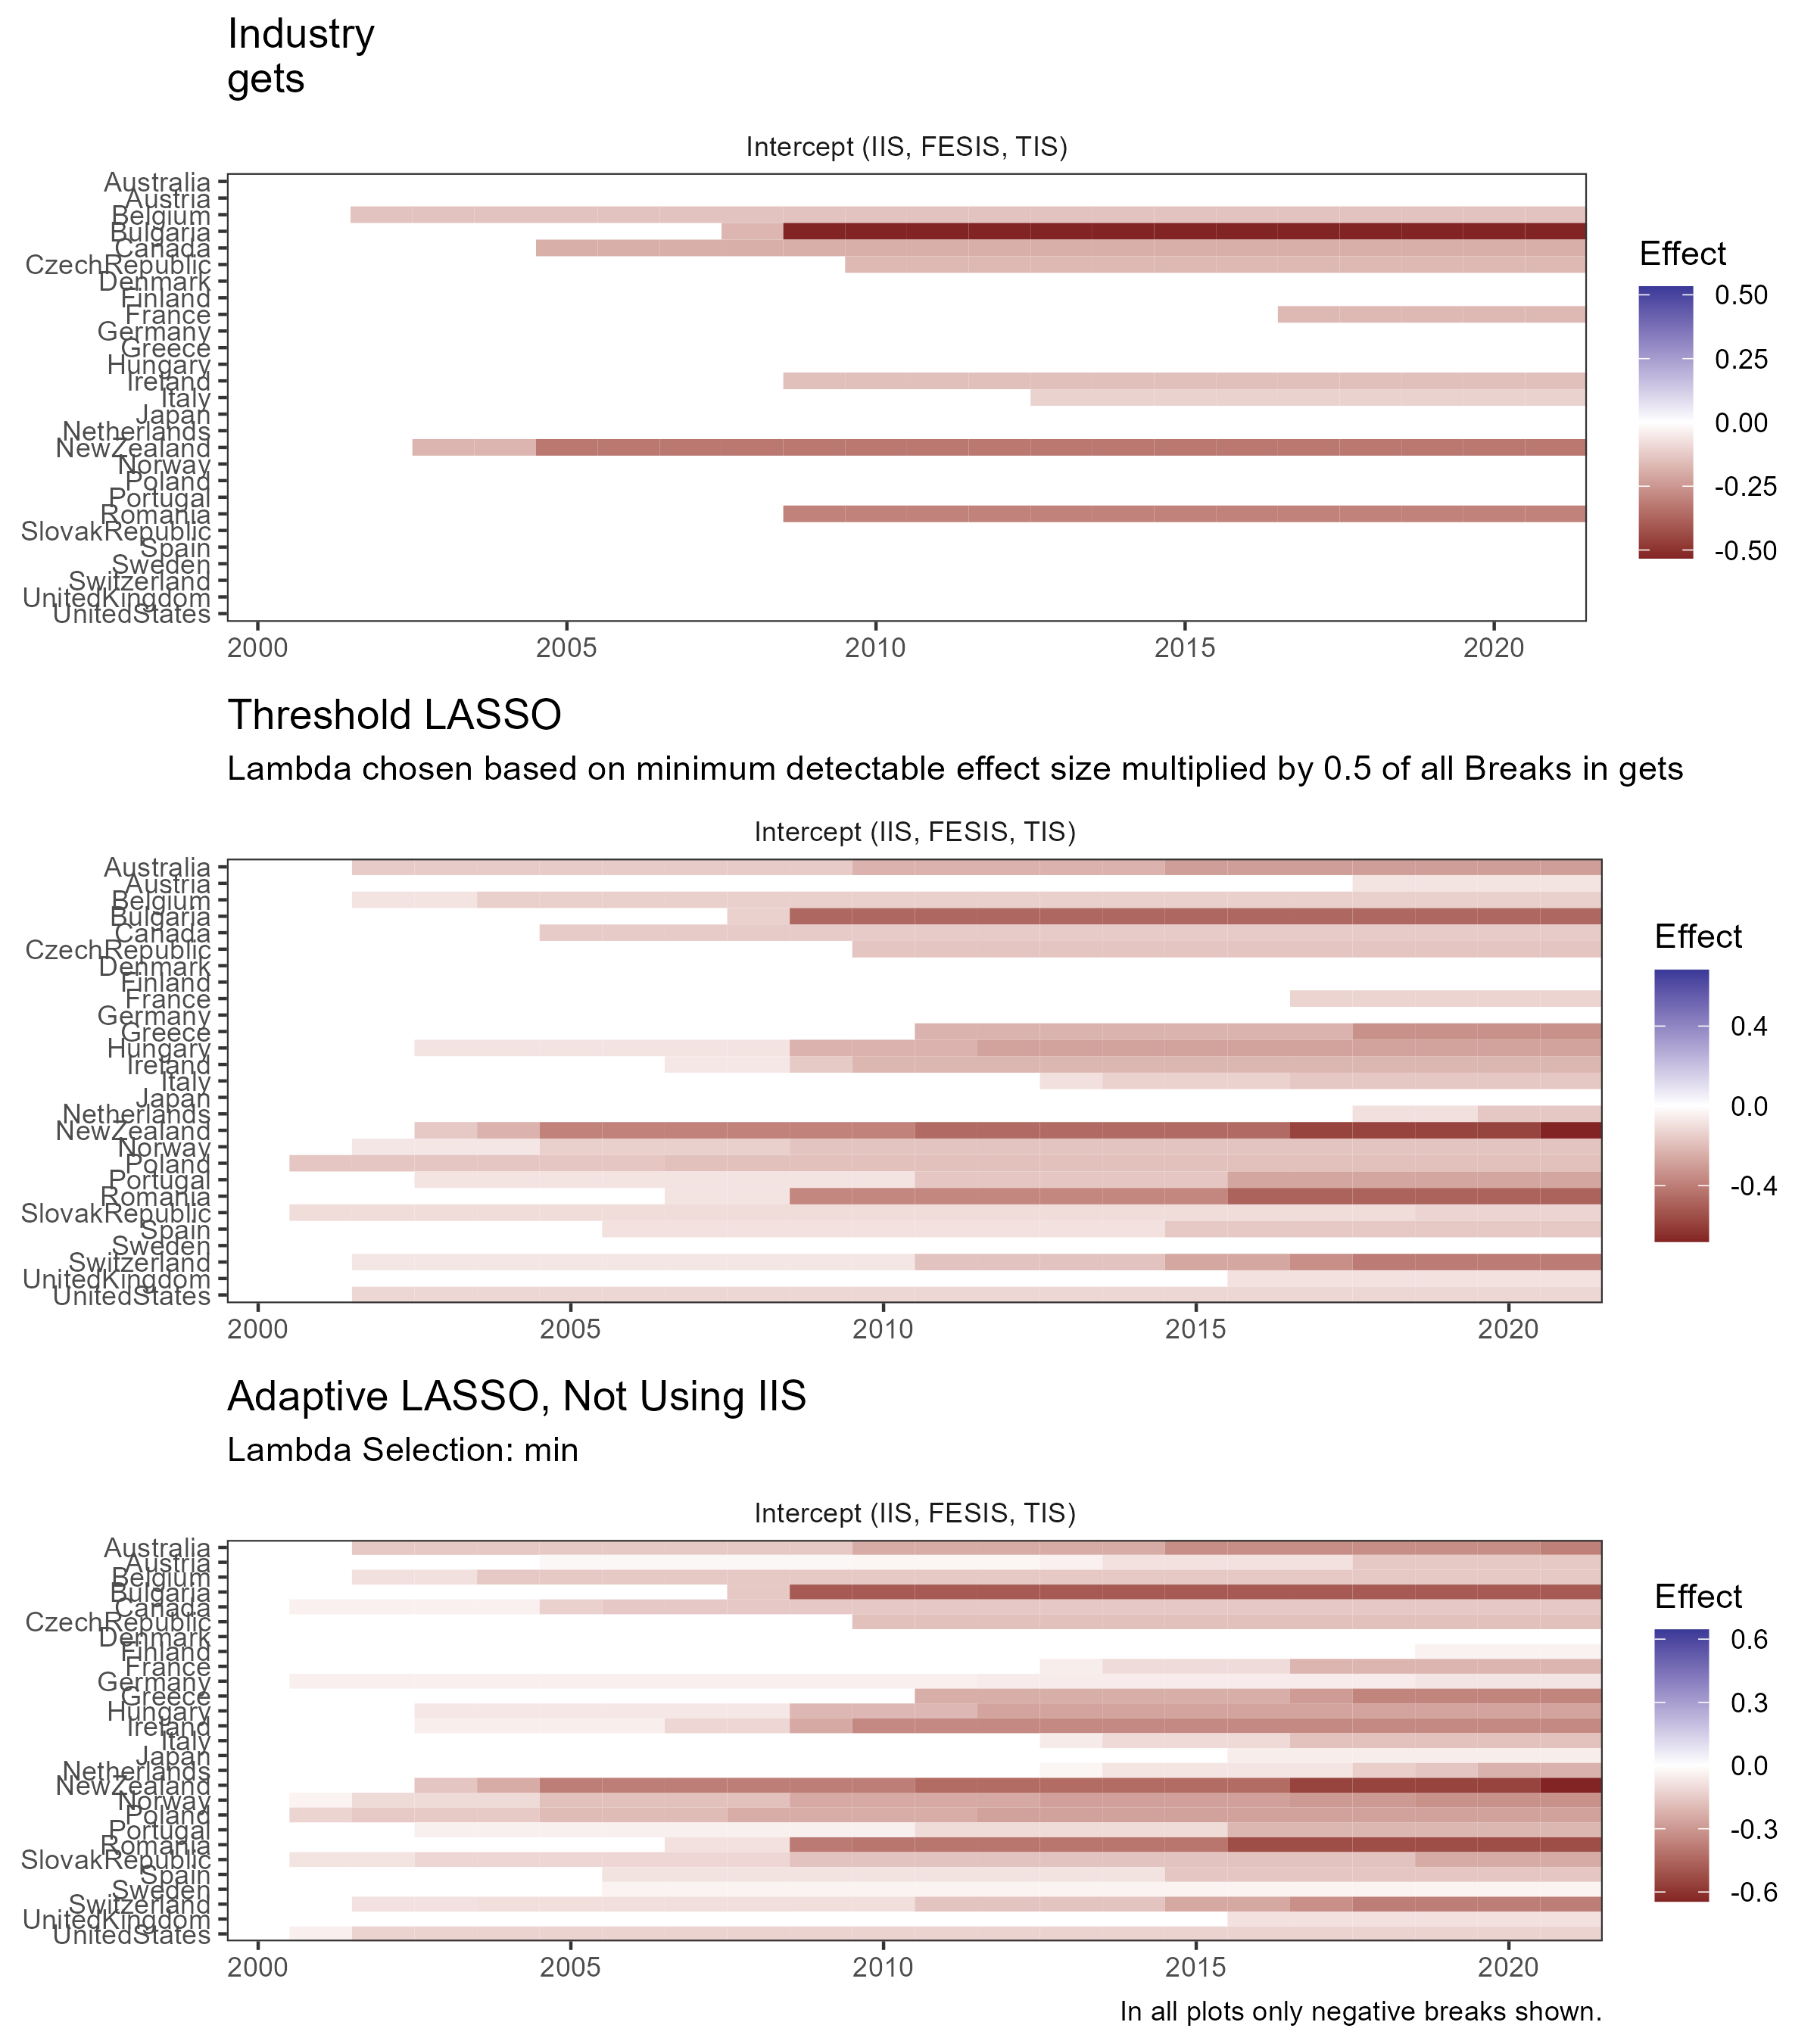 Industry
gets
Intercept (IIS, FESIS, TIS)
Australia
Austria
Belgium
Bulgaria
Canada
CzechRepublic
Denmark
Finland
France
Germany
Greece
Hungary
Ireland
Italy
Japan
Netherlands
NewZealand
Norway
Poland
Portugal
Romania
SlovakRepublic
Spain
Sweden
Switzerland
UnitedKingdom
UnitedStates
2000 2005 2010 2015 2020
Effect
0.50
0.25
0.00
-0.25
-0.50
Threshold LASSO
Lambda chosen based on minimum detectable effect size multiplied by 0.5 of all Breaks in gets
Intercept (IIS, FESIS, TIS)
Australia
Austria
Belgium
Bulgaria
Canada
CzechRepublic
Denmark
Finland
France
Germany
Greece
Hungary
Ireland
Italy
Japan
Netherlands
NewZealand
Norway
Poland
Portugal
Romania
SlovakRepublic
Spain
Sweden
Switzerland
UnitedKingdom
UnitedStates
2000 2005 2010 2015 2020
Effect
0.4
0.0
-0.4
Adaptive LASSO, Not Using IIS
Lambda Selection: min
Intercept (IIS, FESIS, TIS)
Australia
Austria
Belgium
Bulgaria
Canada
CzechRepublic
Denmark
Finland
France
Germany
Greece
Hungary
Ireland
Italy
Japan
Netherlands
NewZealand
Norway
Poland
Portugal
Romania
SlovakRepublic
Spain
Sweden
Switzerland
UnitedKingdom
UnitedStates
2000 2005 2010 2015 2020
Effect
0.6
0.3
0.0
-0.3
-0.6
In all plots only negative breaks shown.